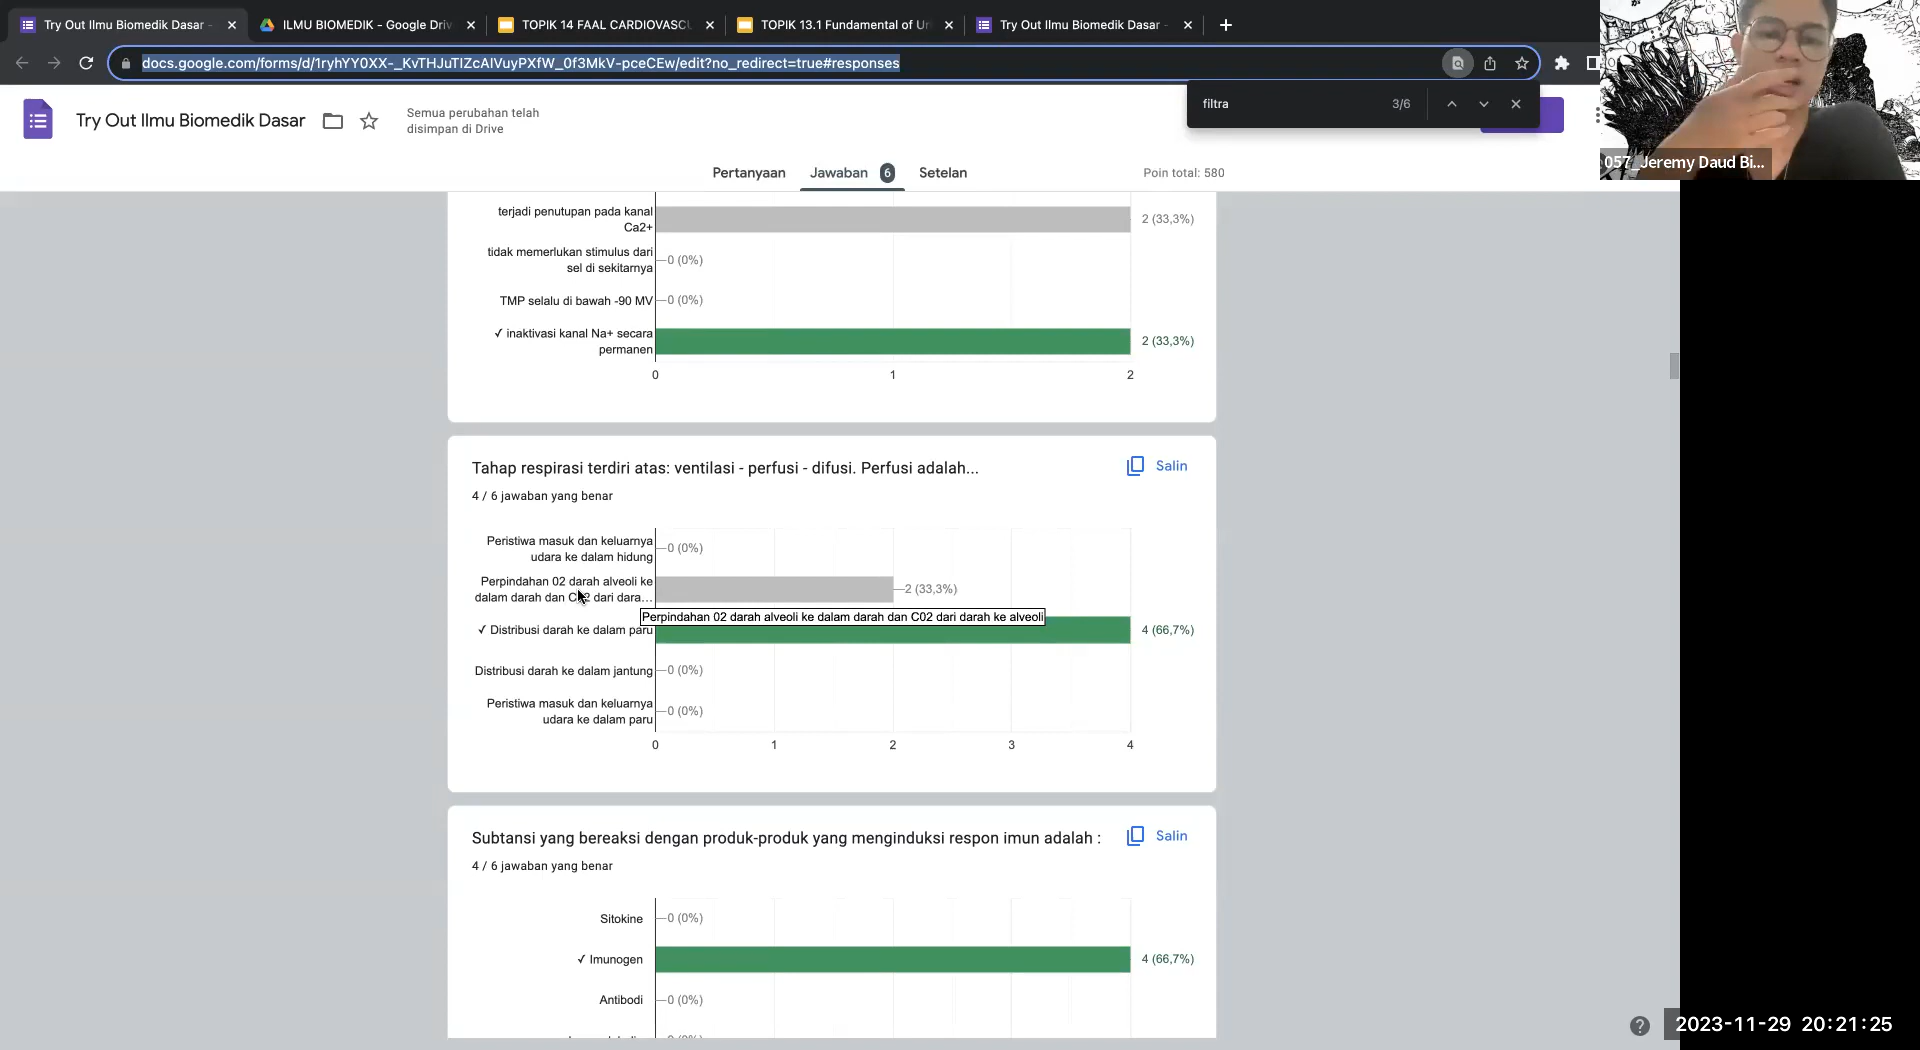 Try Out Ilmu Biomedik Dasar -
ILMU BIOMEDIK - Google Driv
TOPIK 14 FAAL CARDIOVASCU
TOPIK 13.1 Fundamental of Uri
Try Out Ilmu Biomedik Dasar -
docs.google.com/forms/d/1ryhYY0XX-_KvTHJuTIZcAIVuyPXfW_0f3MkV-pceCEw/edit?no_redirect=true#responses
filtra
3/6
Try Out Ilmu Biomedik Dasar
Semua perubahan telah
disimpan di Drive
057_Jeremy Daud Bi...
Pertanyaan
Jawaban 6
Setelan
Poin total: 580
terjadi penutupan pada kanal
Ca2+
2 (33,3%)
tidak memerlukan stimulus dari
sel di sekitarnya
0 (0%)
TMP selalu di bawah -90 MV
0 (0%)
✓ inaktivasi kanal Na+ secara
permanen
2 (33,3%)
0 1 2
Tahap respirasi terdiri atas: ventilasi - perfusi - difusi. Perfusi adalah...
Salin
4 / 6 jawaban yang benar
Peristiwa masuk dan keluarnya
udara ke dalam hidung
0 (0%)
Perpindahan 02 darah alveoli ke
dalam darah dan C02 dari dara...
2 (33,3%)
Perpindahan 02 darah alveoli ke dalam darah dan C02 dari darah ke alveoli
✓ Distribusi darah ke dalam paru
4 (66,7%)
Distribusi darah ke dalam jantung
0 (0%)
Peristiwa masuk dan keluarnya
udara ke dalam paru
0 (0%)
0 1 2 3 4
Subtansi yang bereaksi dengan produk-produk yang menginduksi respon imun adalah :
Salin
4 / 6 jawaban yang benar
Sitokine
0 (0%)
✓ Imunogen
4 (66,7%)
Antibodi
0 (0%)
2023-11-29 20:21:25